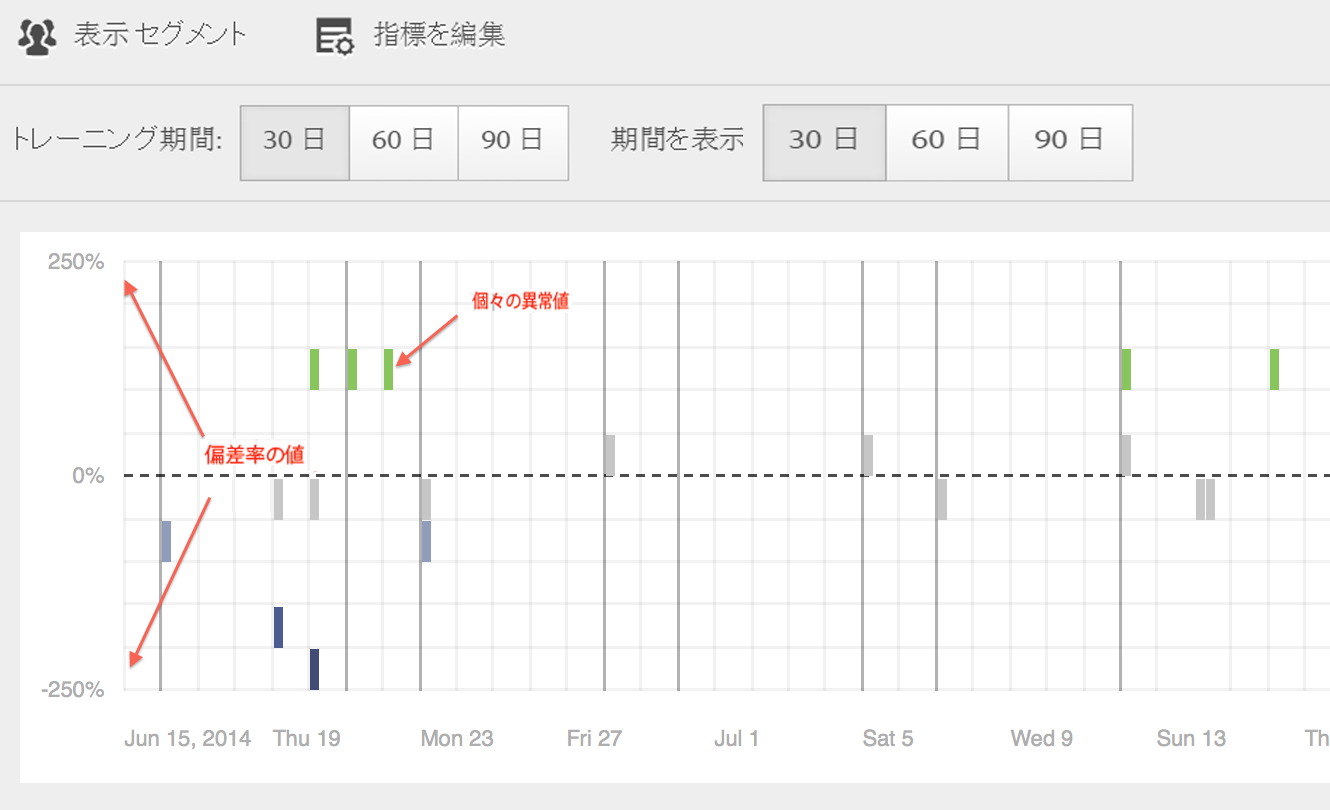 表示 セグメント
指標を編集
トレーニング期間: 30 日 60 日 90 日
期間を表示 30 日 60 日 90 日
250%
個々の異常値
偏差率の値
0%
-250%
Jun 15, 2014 Thu 19 Mon 23 Fri 27 Jul 1 Sat 5 Wed 9 Sun 13 Th